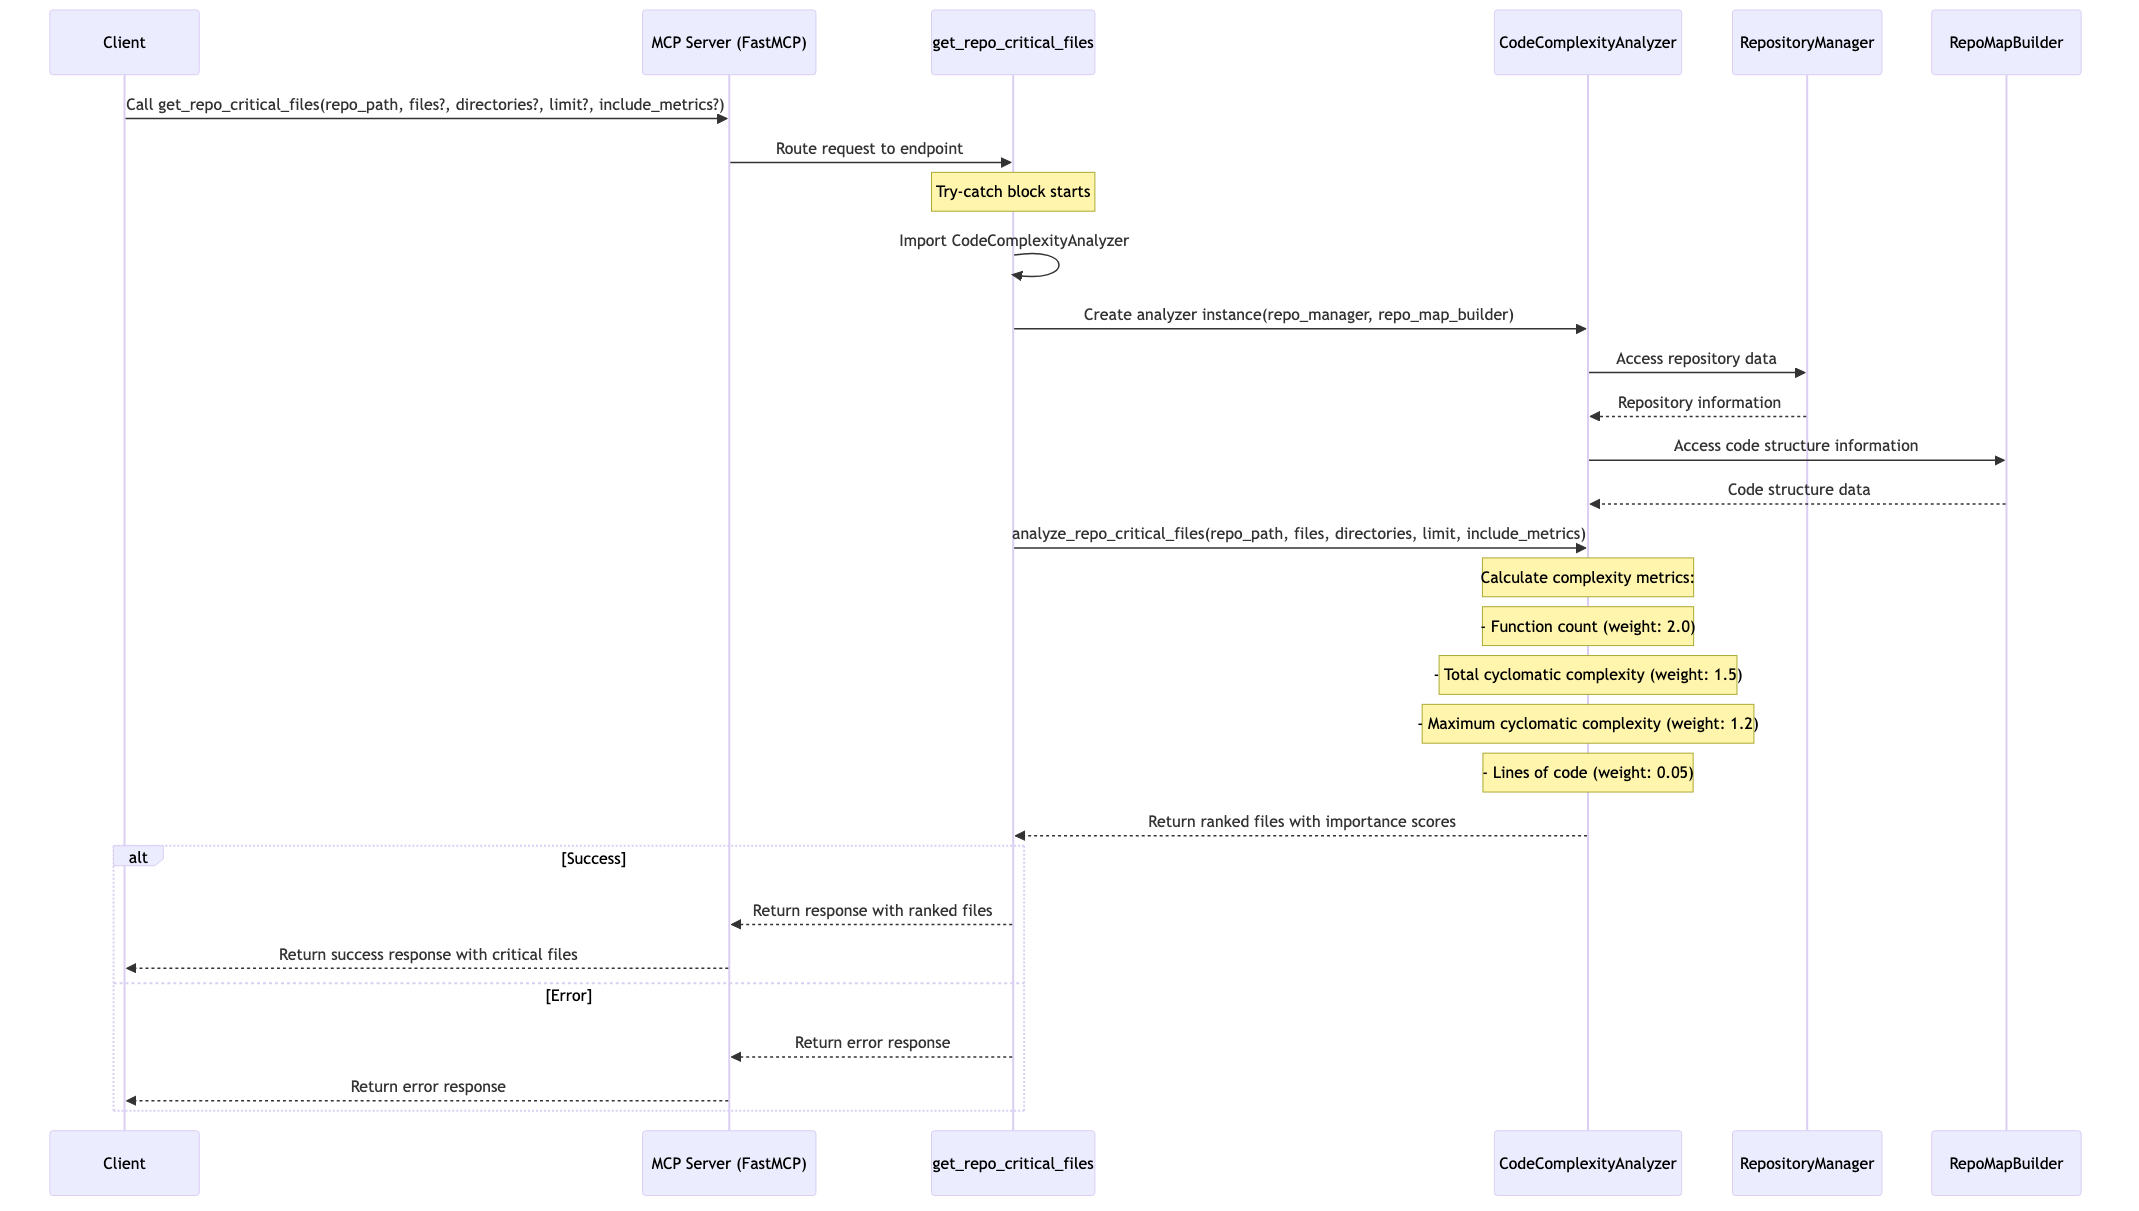 Client
MCP Server (FastMCP)
get_repo_critical_files
CodeComplexityAnalyzer
RepositoryManager
RepoMapBuilder
Call get_repo_critical_files(repo_path, files?, directories?, limit?, include_metrics?)
Route request to endpoint
Try-catch block starts
Import CodeComplexityAnalyzer
Create analyzer instance(repo_manager, repo_map_builder)
Access repository data
Repository information
Access code structure information
Code structure data
analyze_repo_critical_files(repo_path, files, directories, limit, include_metrics)
Calculate complexity metrics:
- Function count (weight: 2.0)
- Total cyclomatic complexity (weight: 1.5)
- Maximum cyclomatic complexity (weight: 1.2)
- Lines of code (weight: 0.05)
Return ranked files with importance scores
alt
[Success]
Return response with ranked files
Return success response with critical files
[Error]
Return error response
Return error response
Client
MCP Server (FastMCP)
get_repo_critical_files
CodeComplexityAnalyzer
RepositoryManager
RepoMapBuilder